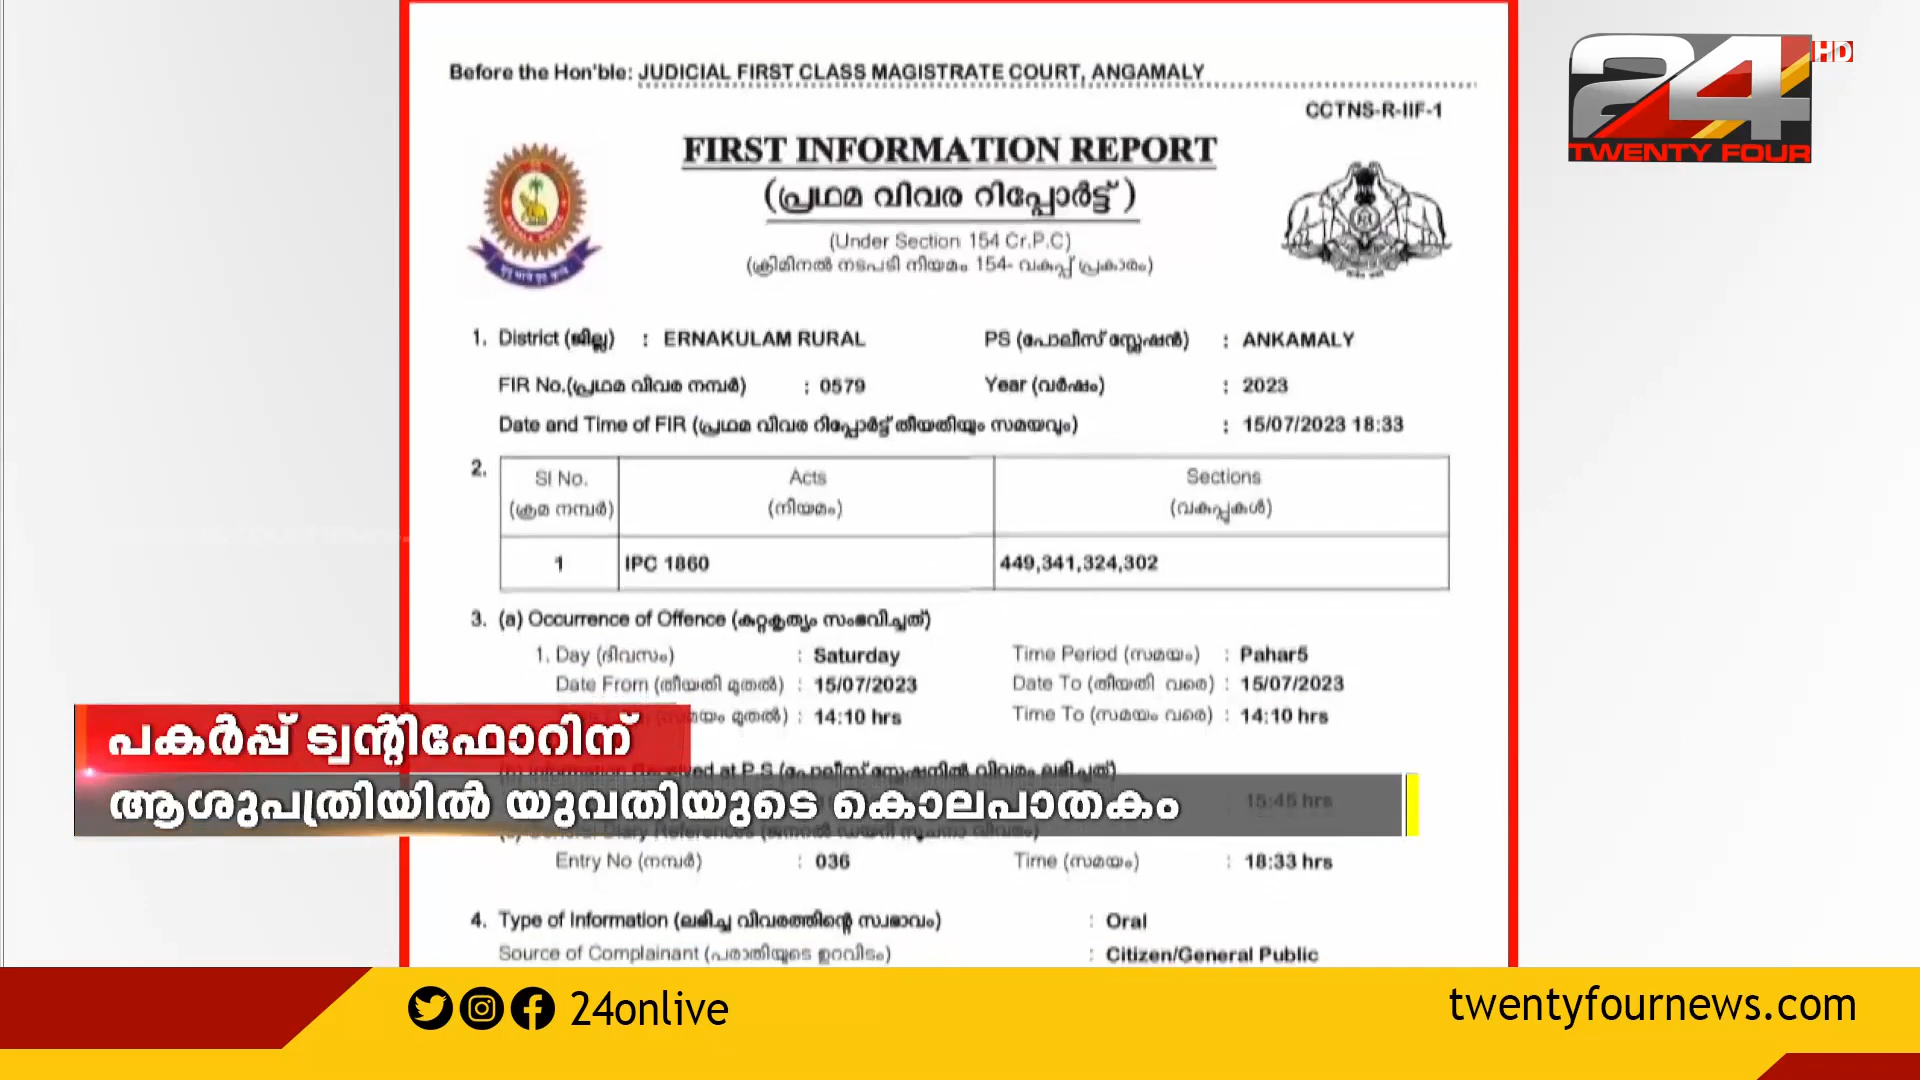 Before the Hon'ble: JUDICIAL FIRST CLASS MAGISTRATE COURT, ANGAMALY
24 HD
TWENTY FOUR
CCTNS-R-IIF-1
FIRST INFORMATION REPORT
(പ്രഥമ വിവര റിപ്പോർട്ട് )
(Under Section 154 Cr.P.C)
(ക്രിമിനൽ നടപടി നിയമം 154- വകുപ്പ് പ്രകാരം)
1. District (ജില്ല) : ERNAKULAM RURAL PS (പോലീസ് സ്റ്റേഷൻ) : ANKAMALY
FIR No.(പ്രഥമ വിവര നമ്പർ) : 0579 Year (വർഷം) : 2023
Date and Time of FIR (പ്രഥമ വിവര റിപ്പോർട്ട് തീയതിയും സമയവും) : 15/07/2023 18:33
2. Sl No. Acts Sections
(ക്രമ നമ്പർ) (നിയമം) (വകുപ്പുകൾ)
1 IPC 1860 449,341,324,302
3. (a) Occurrence of Offence (കുറ്റകൃത്യം സംഭവിച്ചത്)
1. Day (ദിവസം) : Saturday Time Period (സമയം) : Pahar5
Date From (തീയതി മുതൽ) : 15/07/2023 Date To (തിയതി വരെ) : 15/07/2023
മുതൽ) : 14:10 hrs Time To (സമയം വരെ) : 14:10 hrs
പകർപ്പ് ട്വന്റിഫോറിന്
at P.S (പോലീസ് സ്റ്റേഷനിൽ വിവരം ലഭിച്ചത്)
ആശുപത്രിയിൽ യുവതിയുടെ കൊലപാതകം
15:45 hrs
Entry No (നമ്പർ) : 036 Time (സമയം) : 18:33 hrs
4. Type of Information (ലഭിച്ച വിവരത്തിന്റെ സ്വഭാവം) : Oral
Source of Complainant (പരാതിയുടെ ഉറവിടം) : Citizen/General Public
24onlive
twentyfournews.com